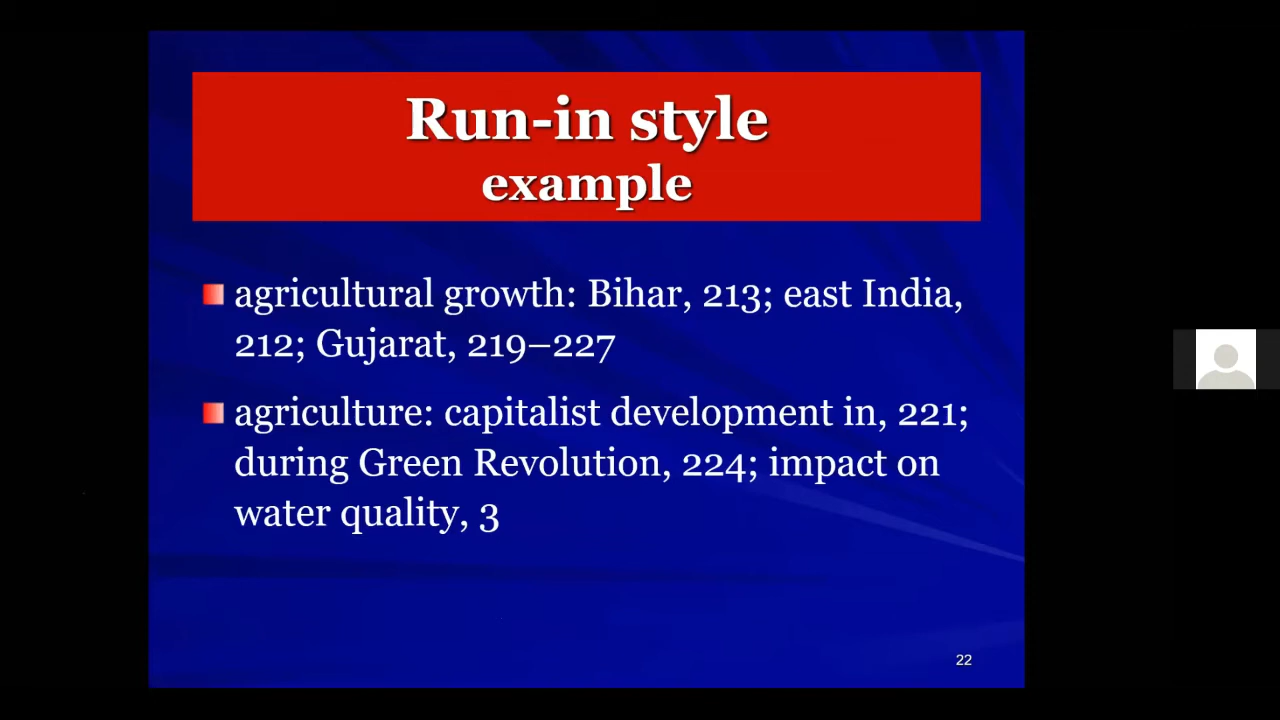 Run-in style
example
agricultural growth: Bihar, 213; east India,
212; Gujarat, 219–227
agriculture: capitalist development in, 221;
during Green Revolution, 224; impact on
water quality, 3
22